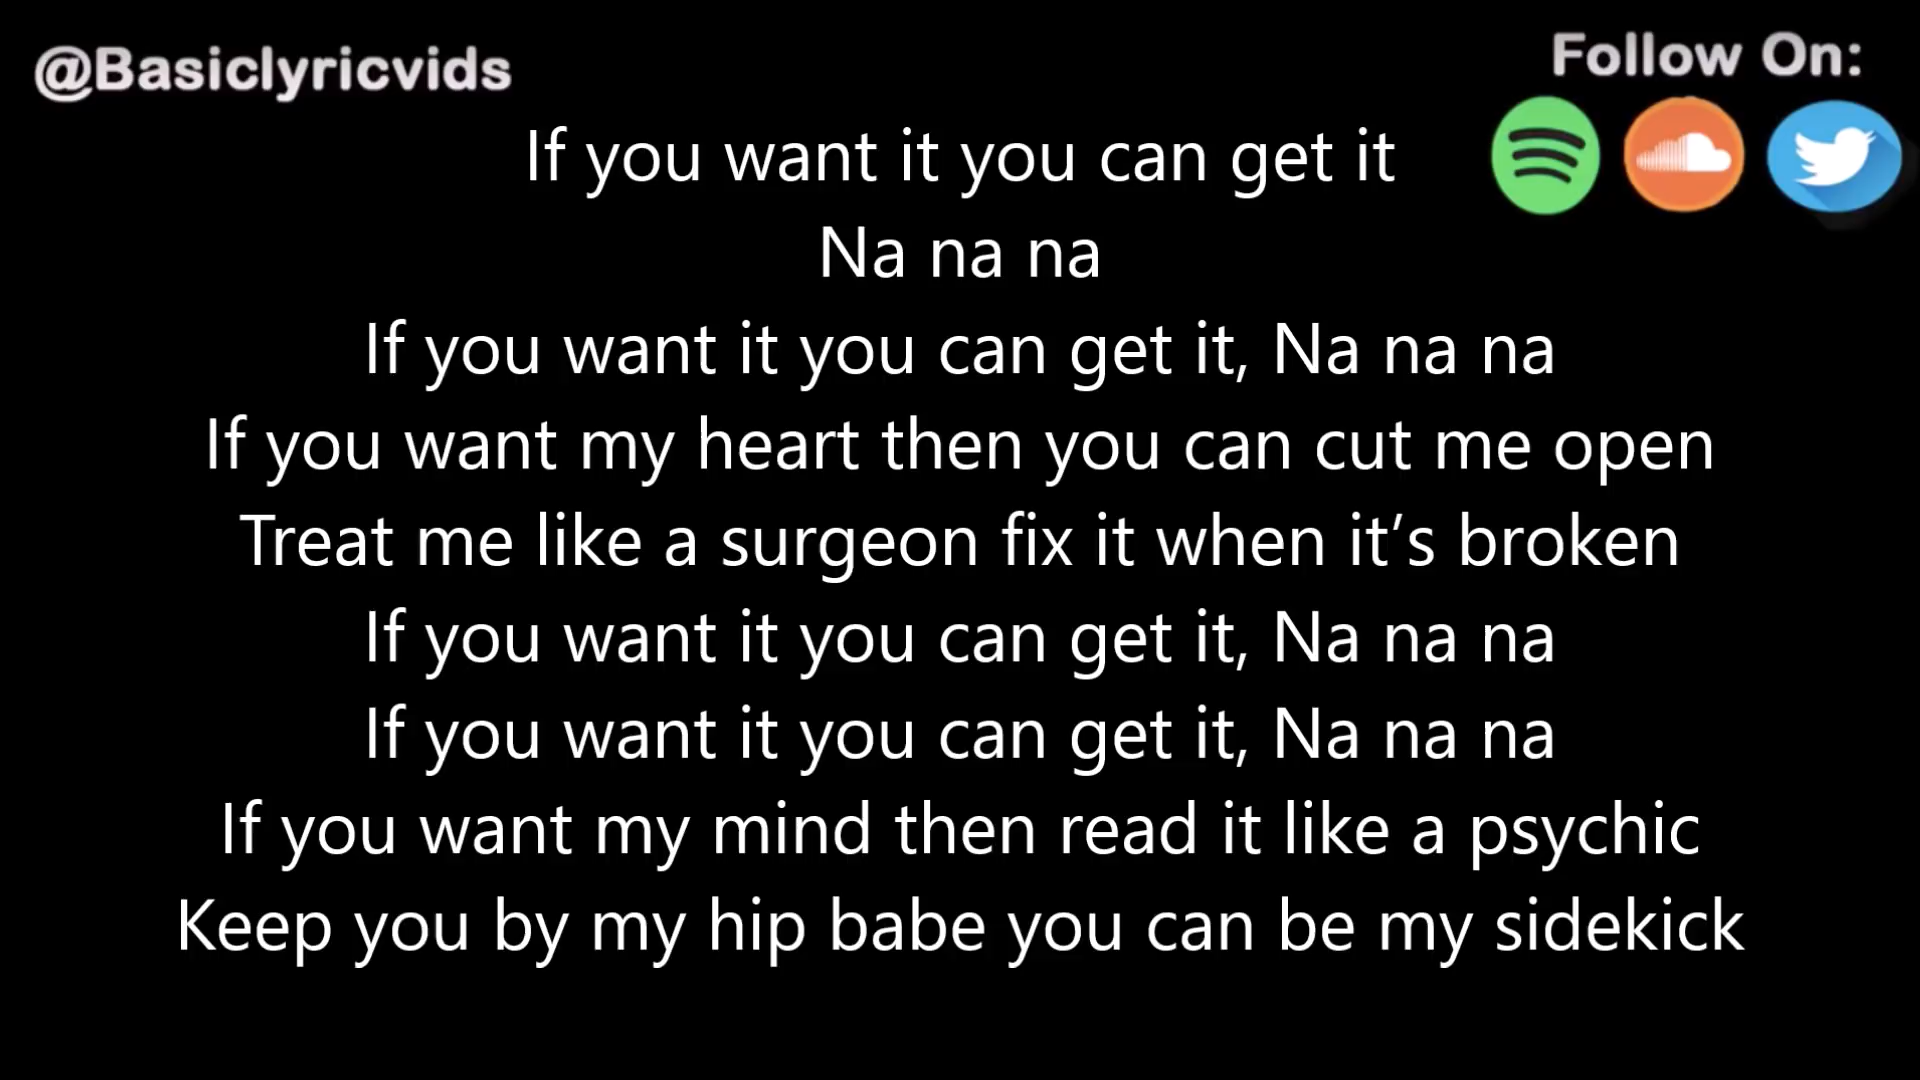 @Basiclyricvids
Follow On:
If you want it you can get it
Na na na
If you want it you can get it, Na na na
If you want my heart then you can cut me open
Treat me like a surgeon fix it when it’s broken
If you want it you can get it, Na na na
If you want it you can get it, Na na na
If you want my mind then read it like a psychic
Keep you by my hip babe you can be my sidekick